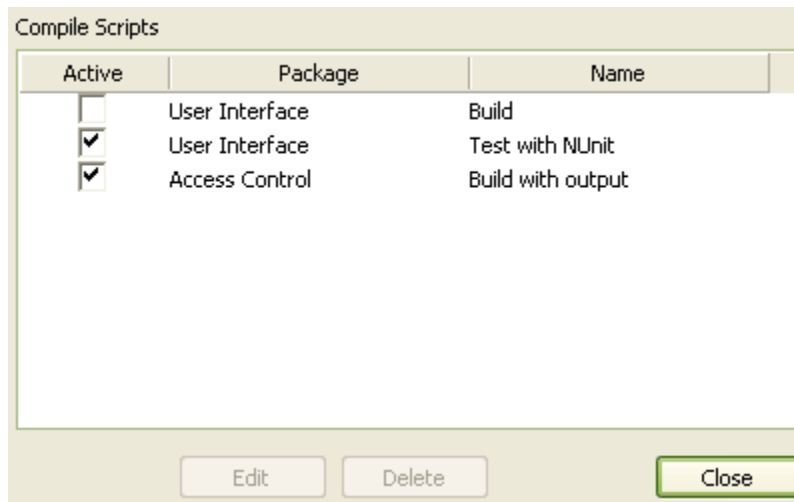 Compile Scripts
Active Package Name
User Interface Build
User Interface Test with NUnit
Access Control Build with output
Edit Delete Close